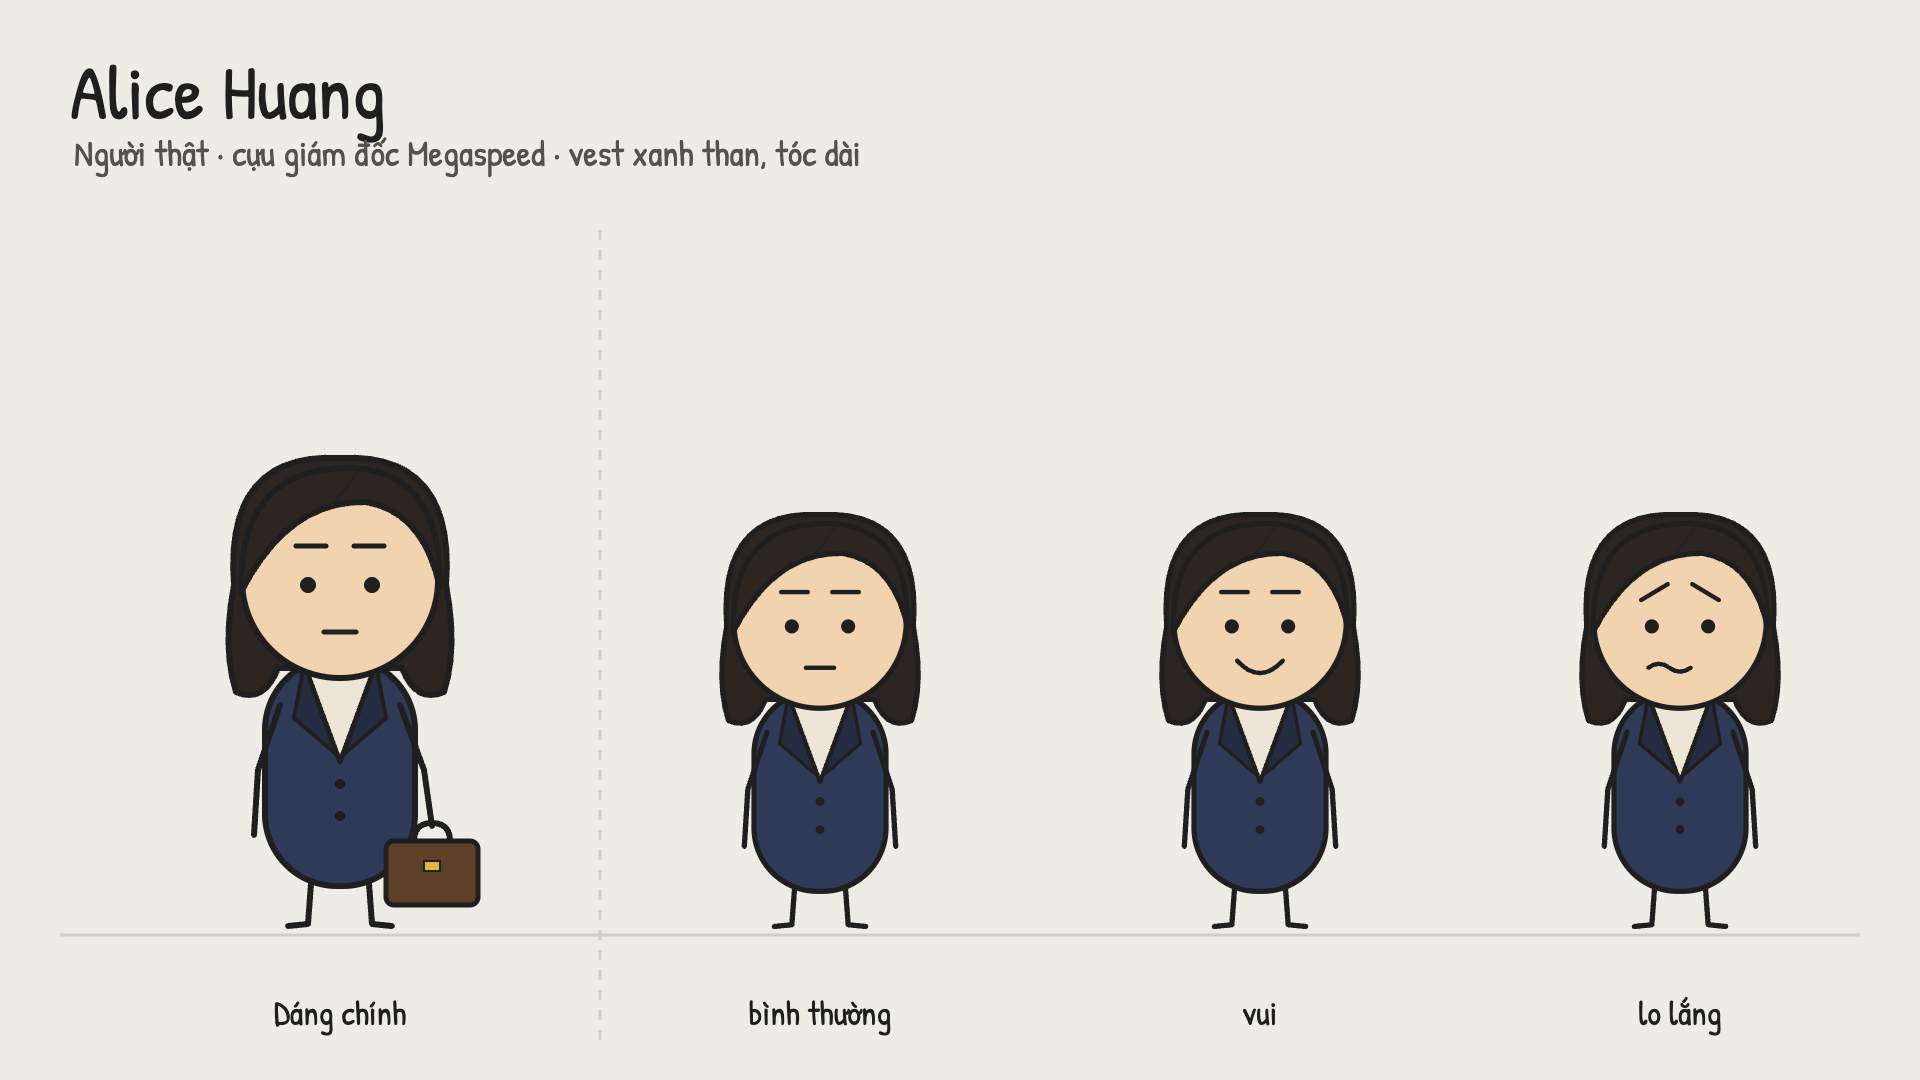 Alice Huang
Người thật · cựu giám đốc Megaspeed · vest xanh than, tóc dài
Dáng chính
bình thường
vui
lo lắng